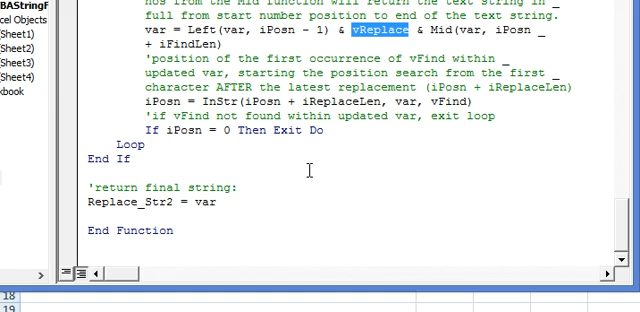 BAStringF
cel Objects
(Sheet1)
(Sheet2)
(Sheet3)
(Sheet4)
kbook
nos from the Mid function will return the text string in _
full from start number position to end of the text string.
var = Left(var, iPosn - 1) & vReplace & Mid(var, iPosn _
+ iFindLen)
'position of the first occurrence of vFind within _
updated var, starting the position search from the first _
character AFTER the latest replacement (iPosn + iReplaceLen)
iPosn = InStr(iPosn + iReplaceLen, var, vFind)
'if vFind not found within updated var, exit loop
If iPosn = 0 Then Exit Do
Loop
End If
'return final string:
Replace_Str2 = var
End Function
18
19